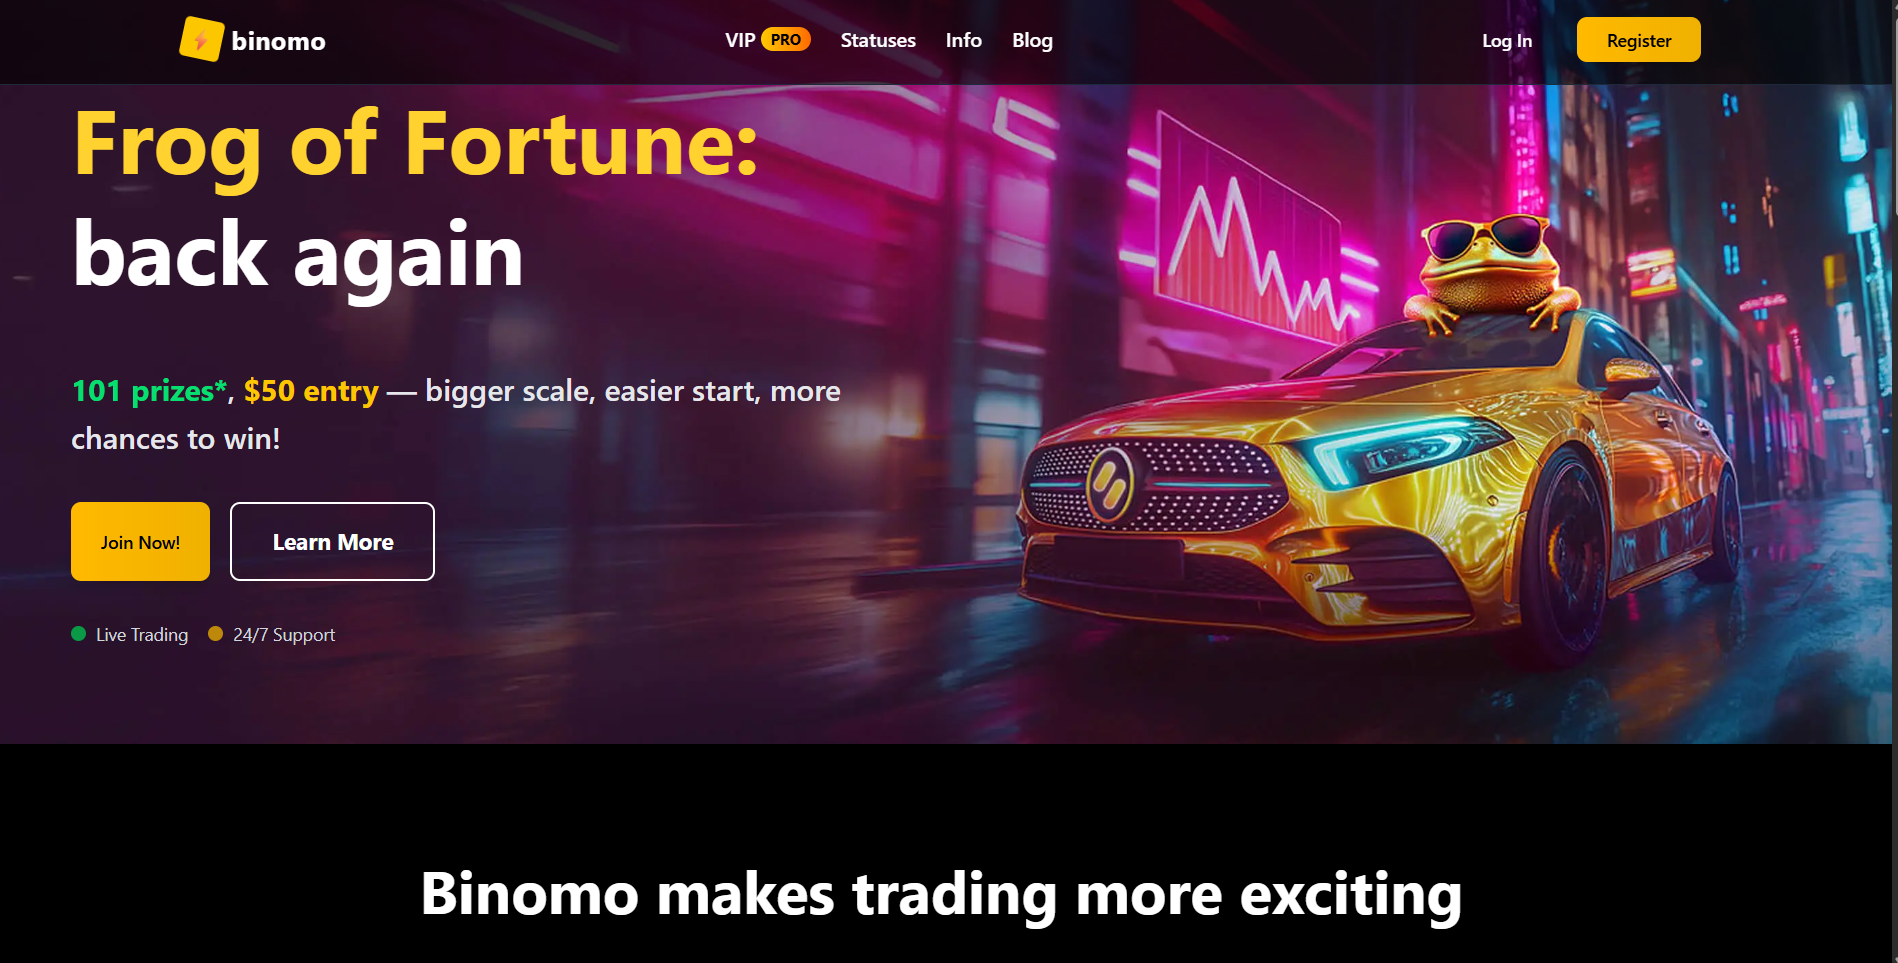 binomo
VIP PRO
Statuses
Info
Blog
Log In
Register
Frog of Fortune:
back again
101 prizes*, $50 entry — bigger scale, easier start, more
chances to win!
Join Now!
Learn More
Live Trading
24/7 Support
Binomo makes trading more exciting